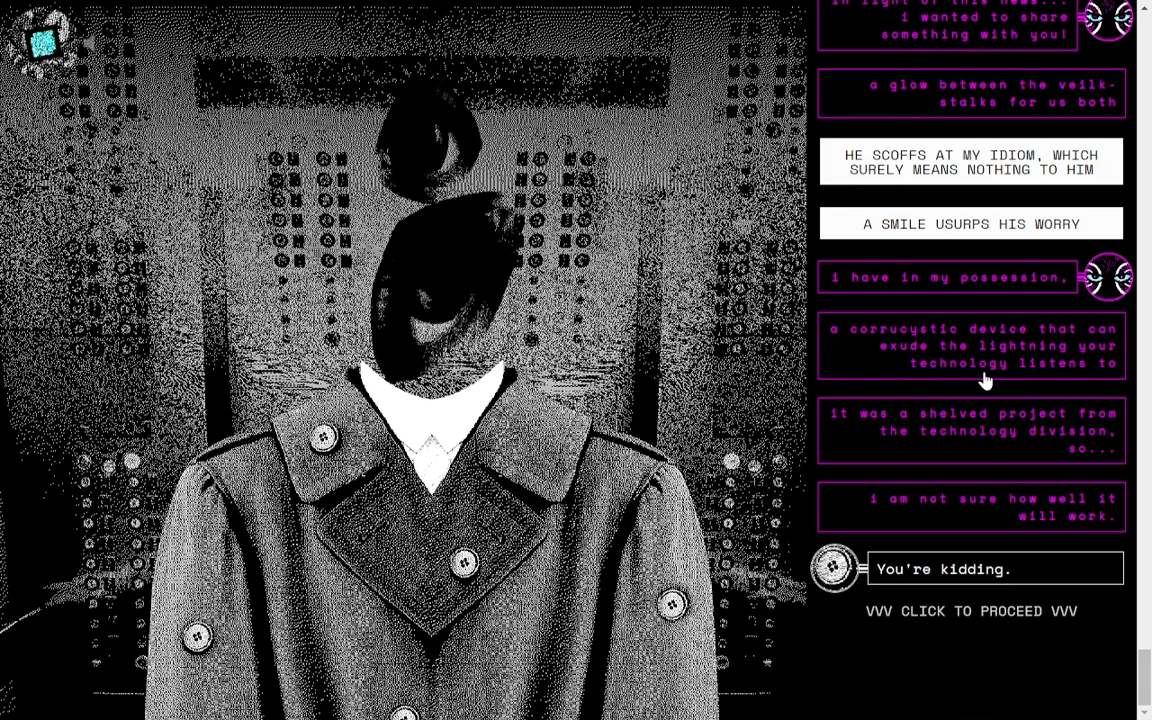 in light of this news...
i wanted to share
something with you!
a glow between the veilk-
stalks for us both
HE SCOFFS AT MY IDIOM, WHICH
SURELY MEANS NOTHING TO HIM
A SMILE USURPS HIS WORRY
i have in my possession,
a corrucystic device that can
exude the lightning your
technology listens to
it was a shelved project from
the technology division,
so...
i am not sure how well it
will work.
You're kidding.
VVV CLICK TO PROCEED VVV